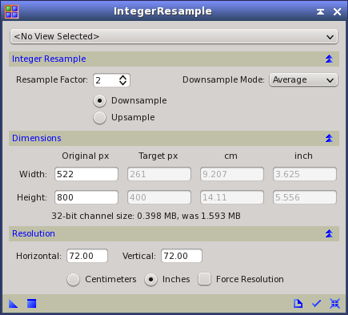 IntegerResample
<No View Selected>
Integer Resample
Resample Factor: 2 Downsample Mode: Average
Downsample
Upsample
Dimensions
Original px Target px cm inch
Width: 522 261 9.207 3.625
Height: 800 400 14.11 5.556
32-bit channel size: 0.398 MB, was 1.593 MB
Resolution
Horizontal: 72.00 Vertical: 72.00
Centimeters Inches Force Resolution